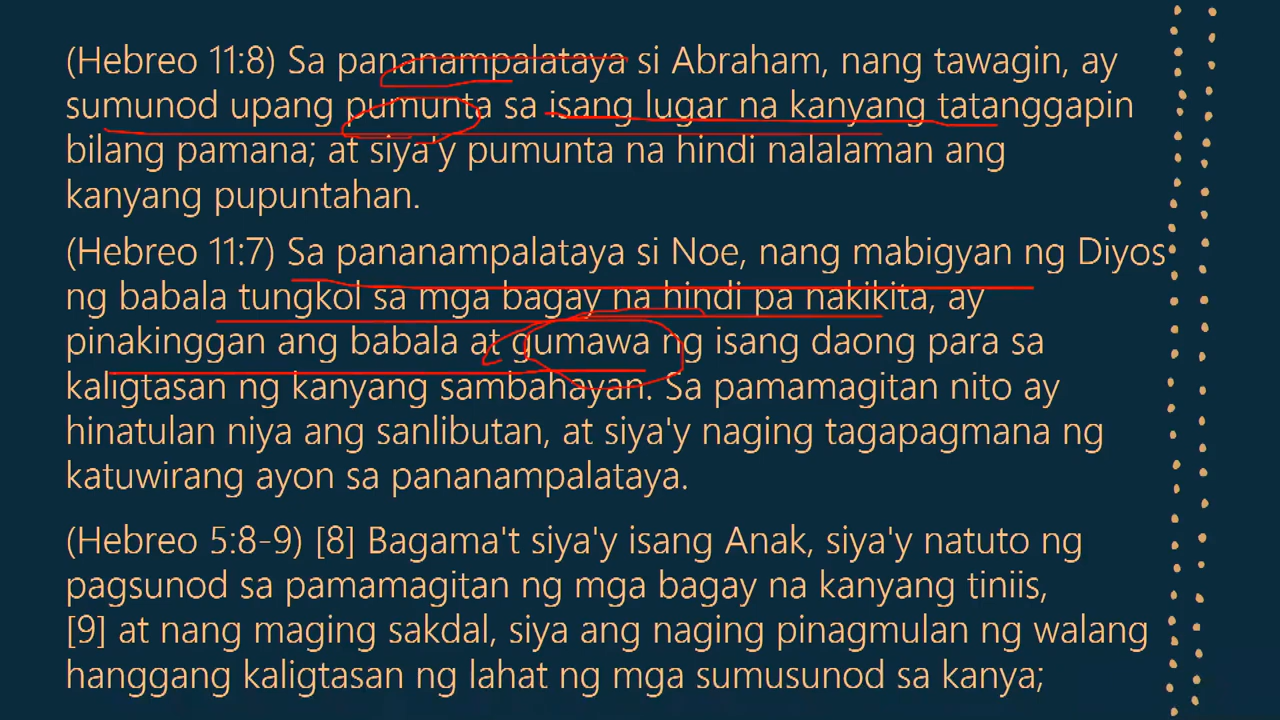 (Hebreo 11:8) Sa pananampalataya si Abraham, nang tawagin, ay
sumunod upang pumunta sa isang lugar na kanyang tatanggapin
bilang pamana; at siya'y pumunta na hindi nalalaman ang
kanyang pupuntahan.
(Hebreo 11:7) Sa pananampalataya si Noe, nang mabigyan ng Diyos
ng babala tungkol sa mga bagay na hindi pa nakikita, ay
pinakinggan ang babala at gumawa ng isang daong para sa
kaligtasan ng kanyang sambahayan. Sa pamamagitan nito ay
hinatulan niya ang sanlibutan, at siya'y naging tagapagmana ng
katuwirang ayon sa pananampalataya.
(Hebreo 5:8-9) [8] Bagama't siya'y isang Anak, siya'y natuto ng
pagsunod sa pamamagitan ng mga bagay na kanyang tiniis,
[9] at nang maging sakdal, siya ang naging pinagmulan ng walang
hanggang kaligtasan ng lahat ng mga sumusunod sa kanya;